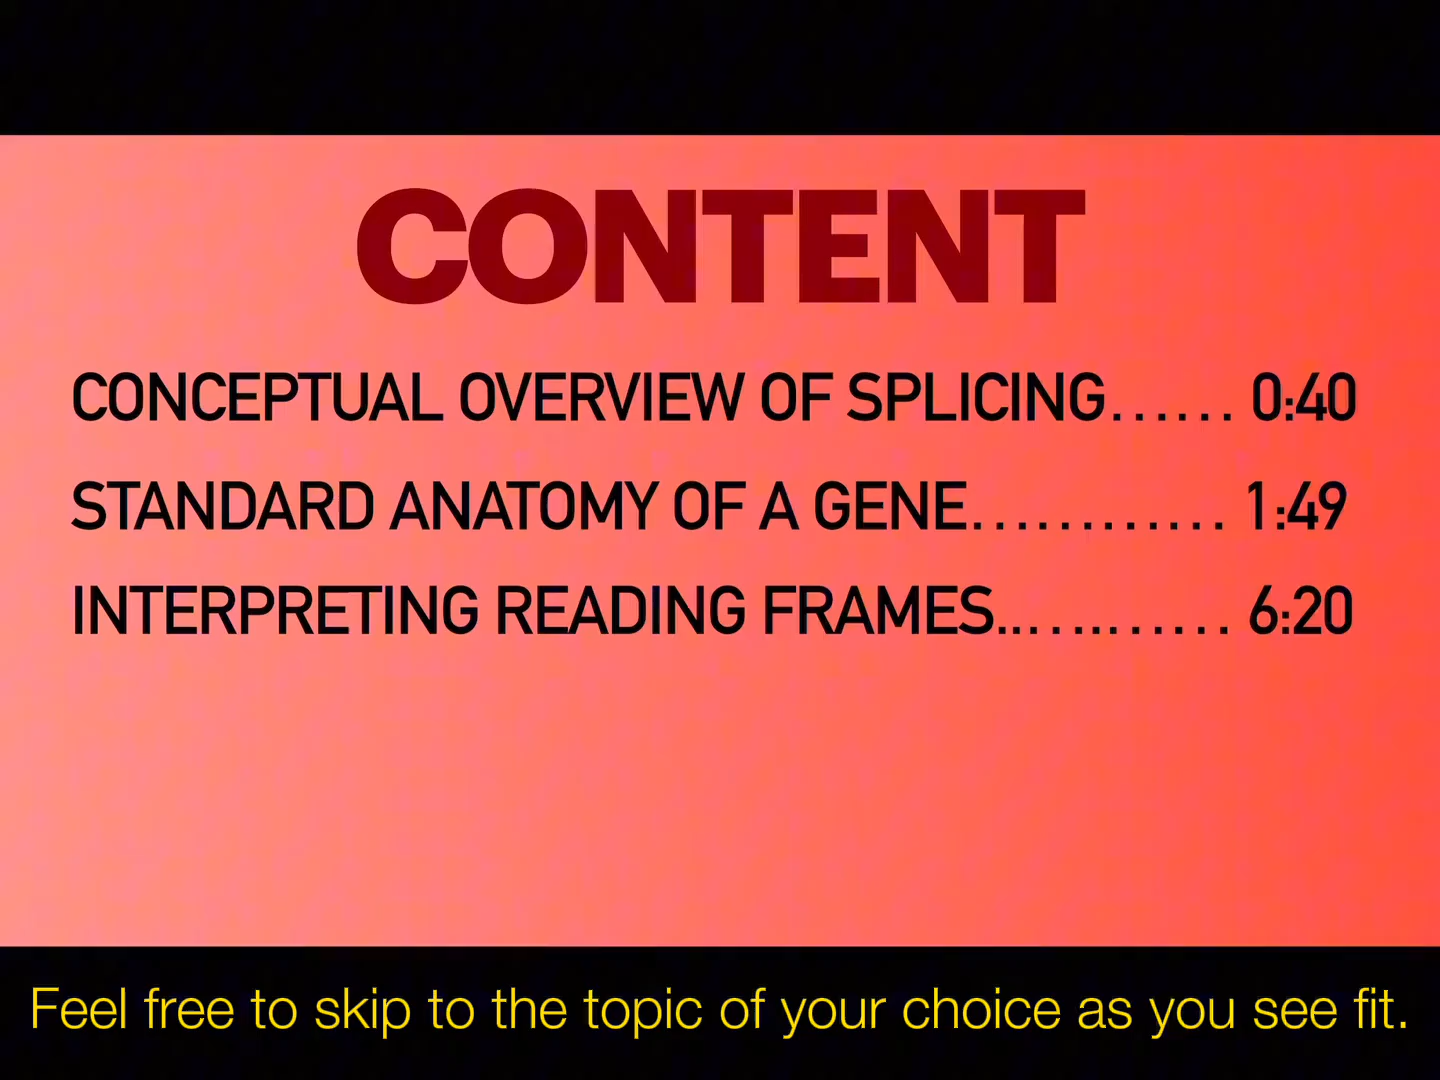 CONTENT
CONCEPTUAL OVERVIEW OF SPLICING...... 0:40
STANDARD ANATOMY OF A GENE............ 1:49
INTERPRETING READING FRAMES............ 6:20
Feel free to skip to the topic of your choice as you see fit.